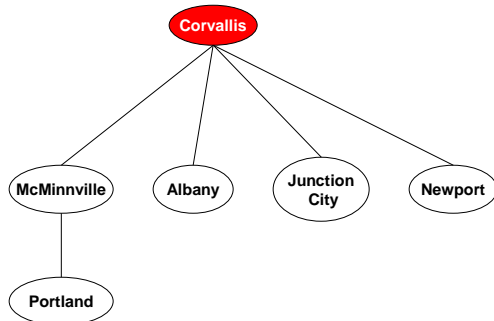 Corvallis
McMinnville
Albany
Junction
City
Newport
Portland